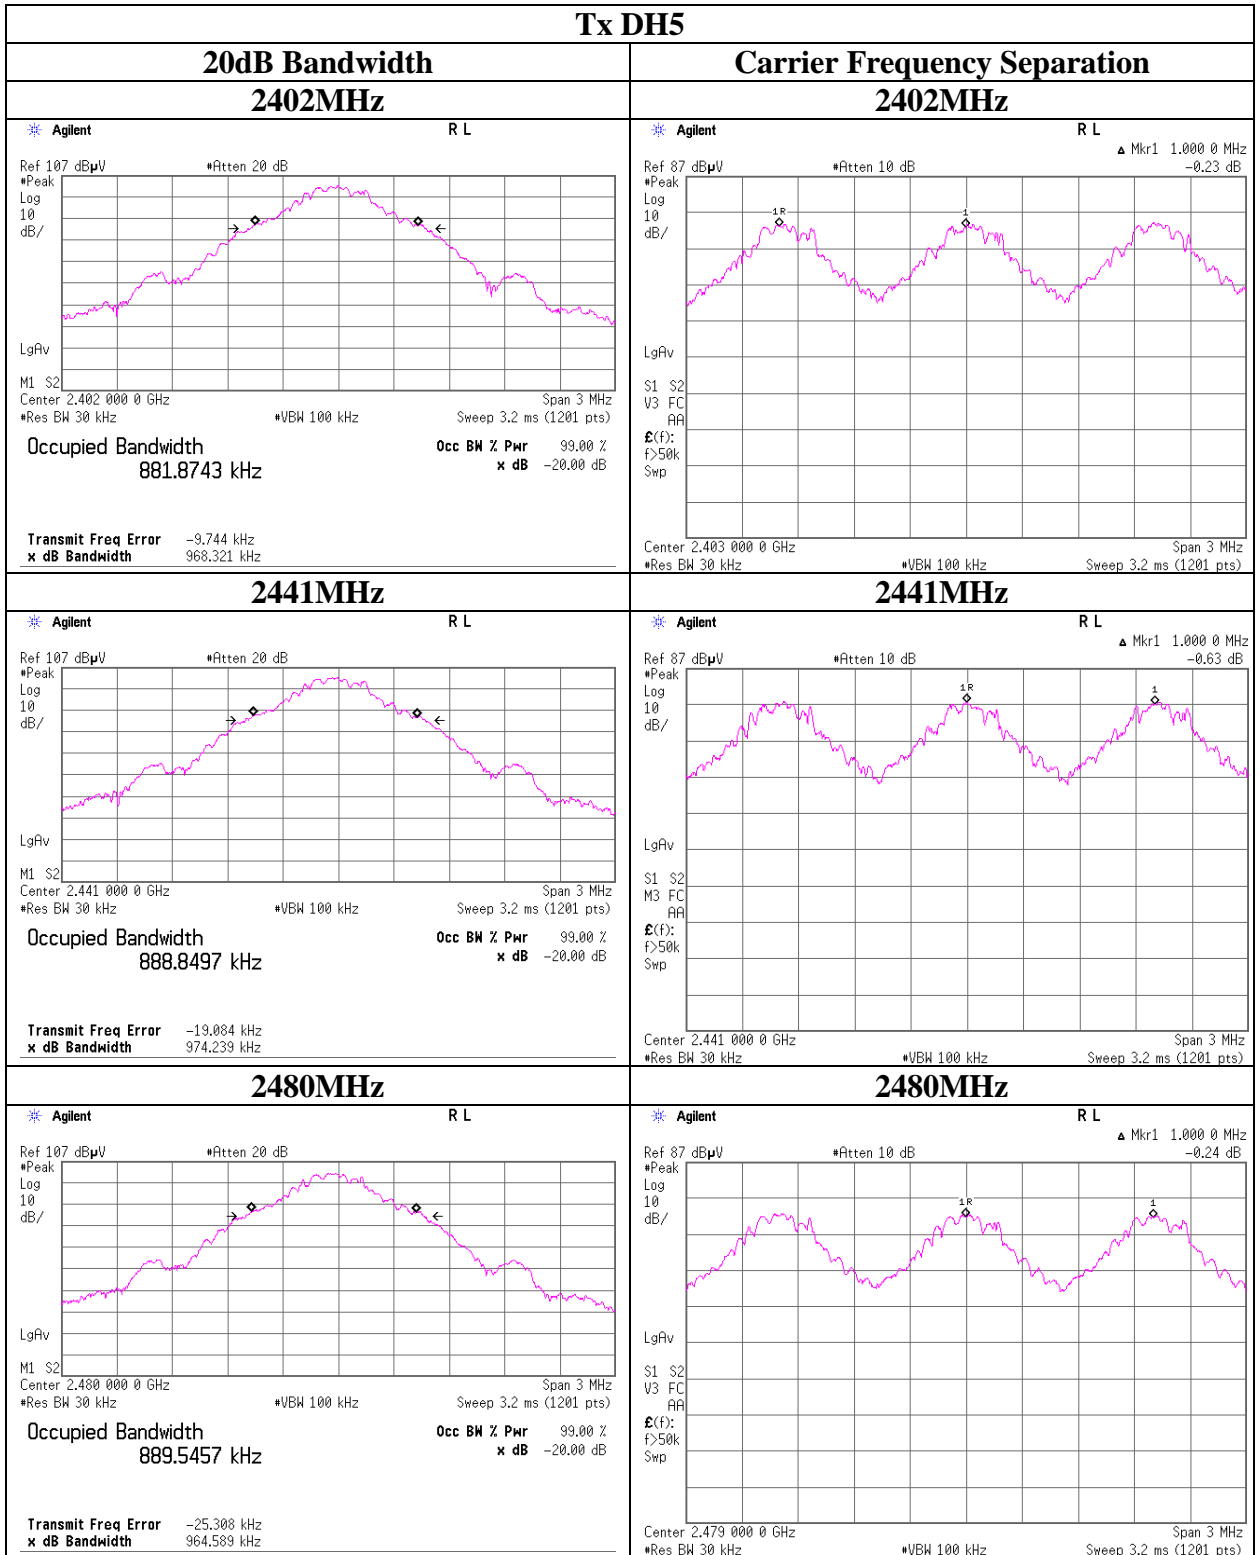 Tx DH5
20dB Bandwidth
Carrier Frequency Separation
2402MHz
2402MHz
Agilent R L
Ref 107 dBµV #Atten 20 dB
#Peak
Log
10
dB/
LgAv
M1 S2
Center 2.402 000 0 GHz Span 3 MHz
#Res BW 30 kHz #VBW 100 kHz Sweep 3.2 ms (1201 pts)
Occupied Bandwidth Occ BW % Pwr 99.00 %
881.8743 kHz x dB -20.00 dB
Transmit Freq Error -9.744 kHz
x dB Bandwidth 968.321 kHz
Agilent R L
Δ Mkr1 1.000 0 MHz
Ref 87 dBµV #Atten 10 dB -0.23 dB
#Peak
Log
10
dB/
1R 1
LgAv
S1 S2
V3 FC
AA
£(f):
f>50k
Swp
Center 2.403 000 0 GHz Span 3 MHz
#Res BW 30 kHz #VBW 100 kHz Sweep 3.2 ms (1201 pts)
2441MHz
2441MHz
Agilent R L
Ref 107 dBµV #Atten 20 dB
#Peak
Log
10
dB/
LgAv
M1 S2
Center 2.441 000 0 GHz Span 3 MHz
#Res BW 30 kHz #VBW 100 kHz Sweep 3.2 ms (1201 pts)
Occupied Bandwidth Occ BW % Pwr 99.00 %
888.8497 kHz x dB -20.00 dB
Transmit Freq Error -19.084 kHz
x dB Bandwidth 974.239 kHz
Agilent R L
Δ Mkr1 1.000 0 MHz
Ref 87 dBµV #Atten 10 dB -0.63 dB
#Peak
Log
10
dB/
1R 1
LgAv
S1 S2
M3 FC
AA
£(f):
f>50k
Swp
Center 2.441 000 0 GHz Span 3 MHz
#Res BW 30 kHz #VBW 100 kHz Sweep 3.2 ms (1201 pts)
2480MHz
2480MHz
Agilent R L
Ref 107 dBµV #Atten 20 dB
#Peak
Log
10
dB/
LgAv
M1 S2
Center 2.480 000 0 GHz Span 3 MHz
#Res BW 30 kHz #VBW 100 kHz Sweep 3.2 ms (1201 pts)
Occupied Bandwidth Occ BW % Pwr 99.00 %
889.5457 kHz x dB -20.00 dB
Transmit Freq Error -25.308 kHz
x dB Bandwidth 964.589 kHz
Agilent R L
Δ Mkr1 1.000 0 MHz
Ref 87 dBµV #Atten 10 dB -0.24 dB
#Peak
Log
10
dB/
1R 1
LgAv
S1 S2
V3 FC
AA
£(f):
f>50k
Swp
Center 2.479 000 0 GHz Span 3 MHz
#Res BW 30 kHz #VBW 100 kHz Sweep 3.2 ms (1201 pts)